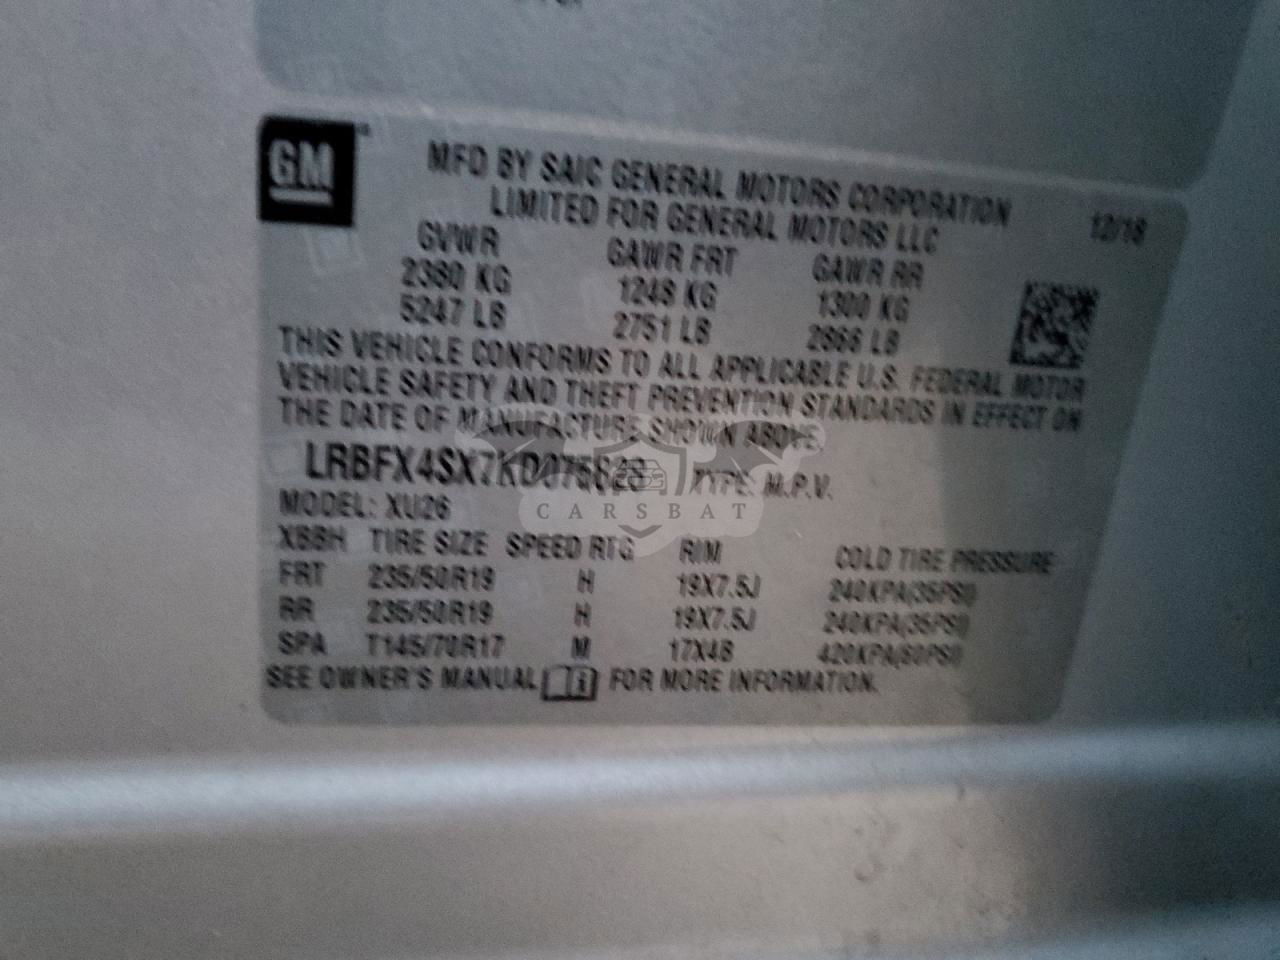 GM
MFD BY SAIC GENERAL MOTORS CORPORATION
LIMITED FOR GENERAL MOTORS LLC
12/18
GVWR GAWR FRT GAWR RR
2380 KG 1248 KG 1300 KG
5247 LB 2751 LB 2866 LB
THIS VEHICLE CONFORMS TO ALL APPLICABLE U.S. FEDERAL MOTOR
VEHICLE SAFETY AND THEFT PREVENTION STANDARDS IN EFFECT ON
THE DATE OF MANUFACTURE SHOWN ABOVE.
TYPE: M.P.V.
CARSBAT
MODEL: XU26
XBBH TIRE SIZE SPEED RTG RIM COLD TIRE PRESSURE
FRT 235/50R19 H 19X7.5J 240KPA(35PSI)
RR 235/50R19 H 19X7.5J 240KPA(35PSI)
SPA T145/70R17 M 17X4B 420KPA(60PSI)
SEE OWNER'S MANUAL FOR MORE INFORMATION.